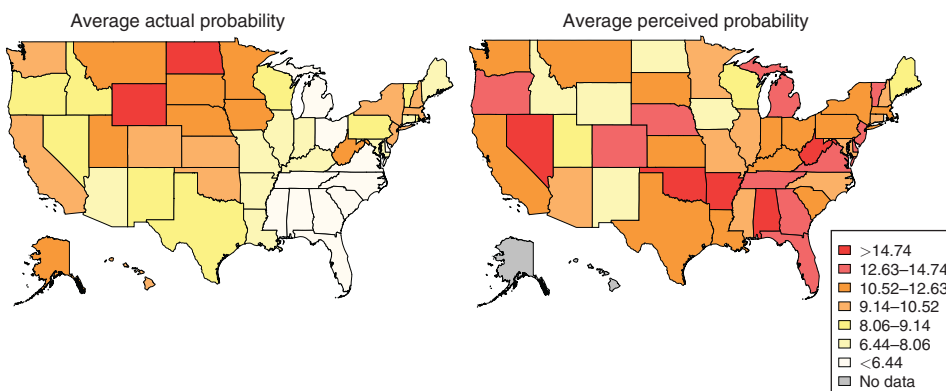 Average actual probability
Average perceived probability
>14.74
12.63–14.74
10.52–12.63
9.14–10.52
8.06–9.14
6.44–8.06
<6.44
No data